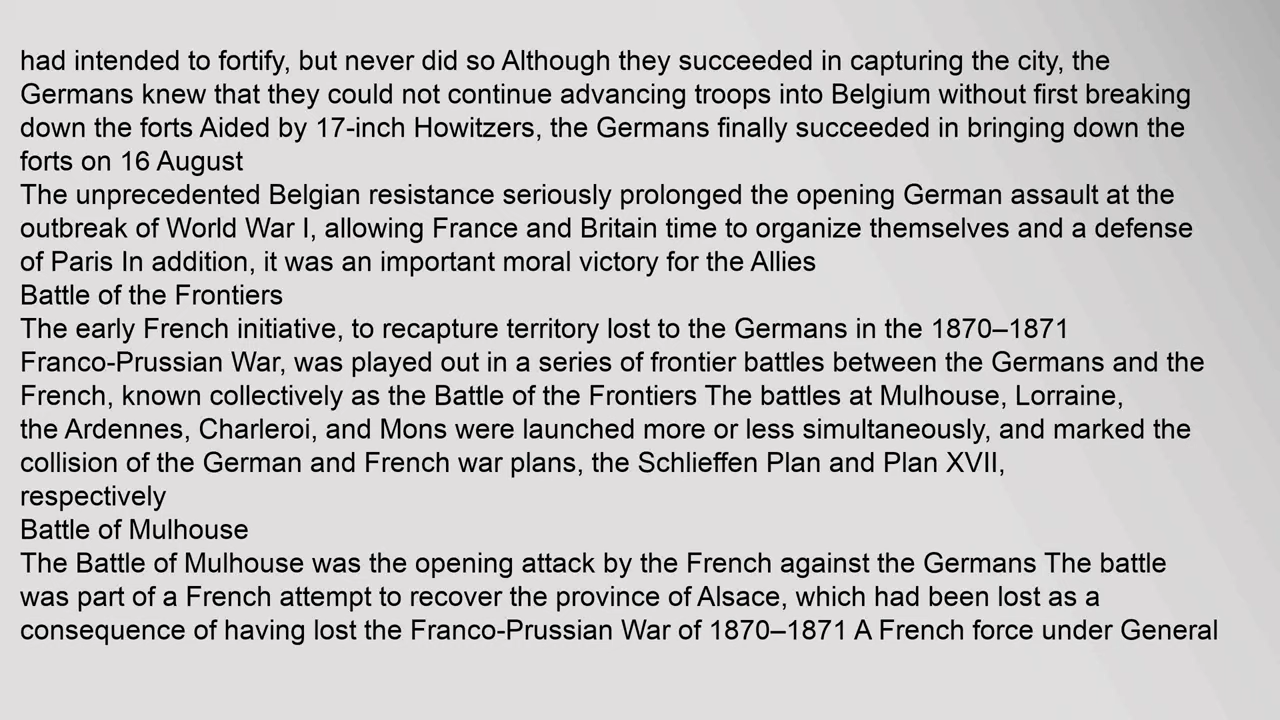 had intended to fortify, but never did so Although they succeeded in capturing the city, the
Germans knew that they could not continue advancing troops into Belgium without first breaking
down the forts Aided by 17-inch Howitzers, the Germans finally succeeded in bringing down the
forts on 16 August
The unprecedented Belgian resistance seriously prolonged the opening German assault at the
outbreak of World War I, allowing France and Britain time to organize themselves and a defense
of Paris In addition, it was an important moral victory for the Allies
Battle of the Frontiers
The early French initiative, to recapture territory lost to the Germans in the 1870–1871
Franco-Prussian War, was played out in a series of frontier battles between the Germans and the
French, known collectively as the Battle of the Frontiers The battles at Mulhouse, Lorraine,
the Ardennes, Charleroi, and Mons were launched more or less simultaneously, and marked the
collision of the German and French war plans, the Schlieffen Plan and Plan XVII,
respectively
Battle of Mulhouse
The Battle of Mulhouse was the opening attack by the French against the Germans The battle
was part of a French attempt to recover the province of Alsace, which had been lost as a
consequence of having lost the Franco-Prussian War of 1870–1871 A French force under General